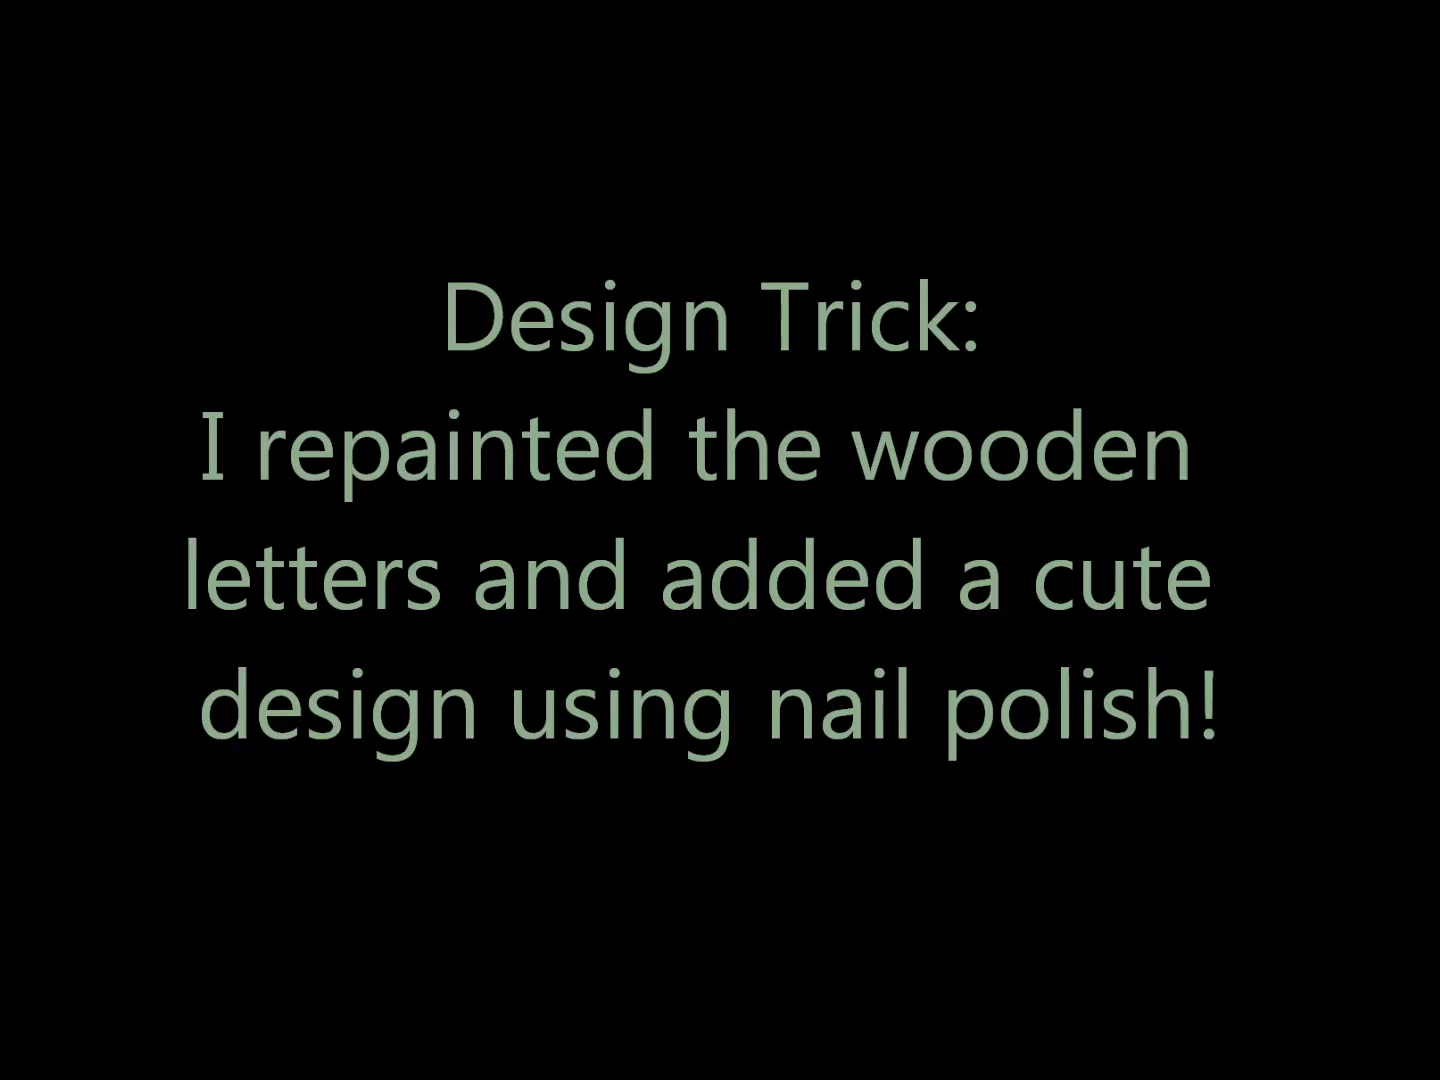 Design Trick:
I repainted the wooden
letters and added a cute
design using nail polish!